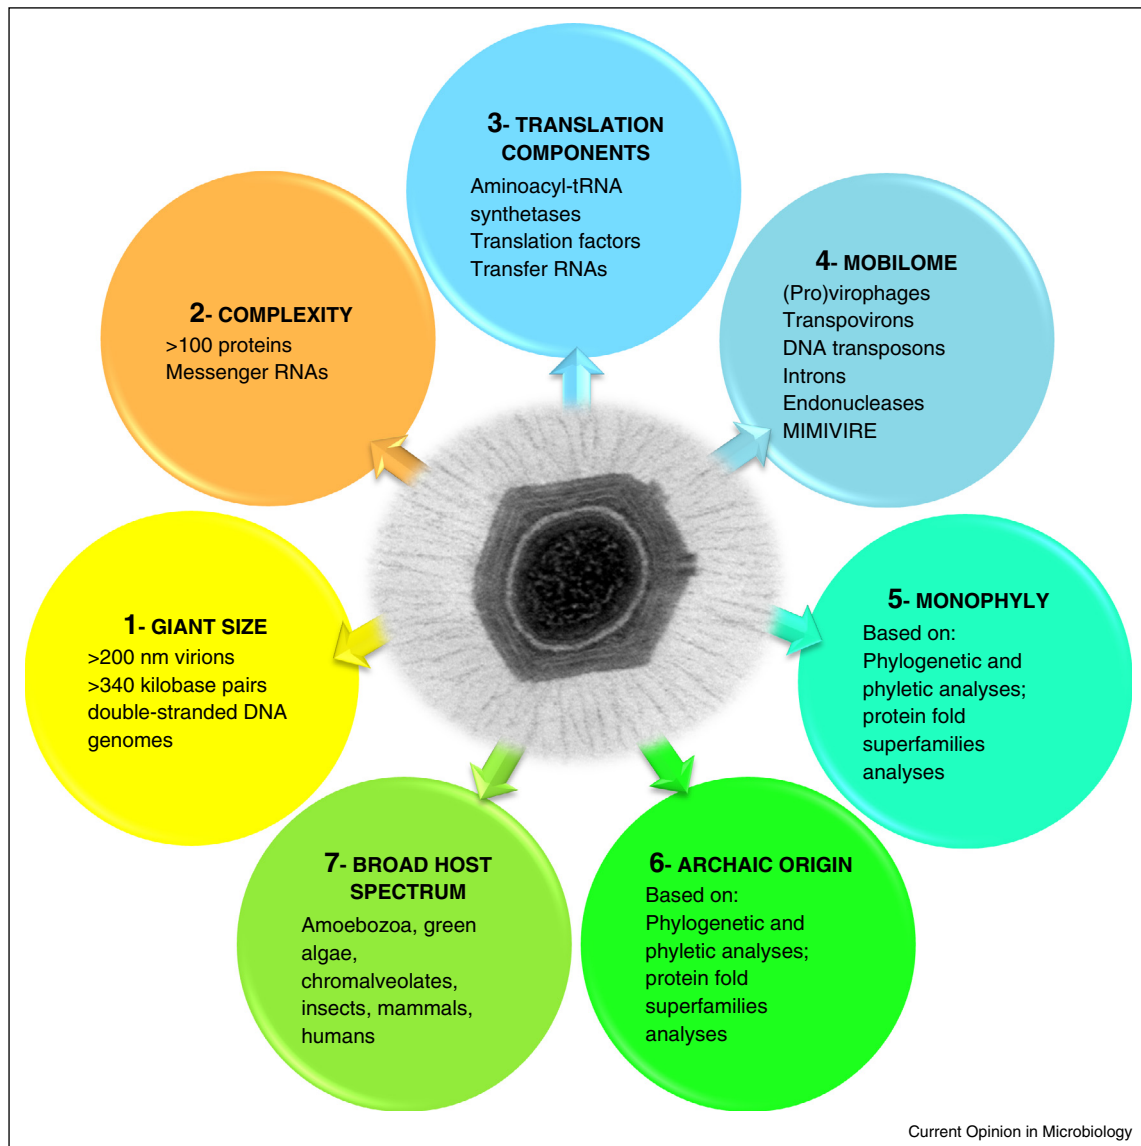 3- TRANSLATION
COMPONENTS
Aminoacyl-tRNA
synthetases
Translation factors
Transfer RNAs
4- MOBILOME
(Pro)virophages
Transpovirons
DNA transposons
Introns
Endonucleases
MIMIVIRE
2- COMPLEXITY
>100 proteins
Messenger RNAs
5- MONOPHYLY
Based on:
Phylogenetic and
phyletic analyses;
protein fold
superfamilies
analyses
1- GIANT SIZE
>200 nm virions
>340 kilobase pairs
double-stranded DNA
genomes
7- BROAD HOST
SPECTRUM
Amoebozoa, green
algae,
chromalveolates,
insects, mammals,
humans
6- ARCHAIC ORIGIN
Based on:
Phylogenetic and
phyletic analyses;
protein fold
superfamilies
analyses
Current Opinion in Microbiology